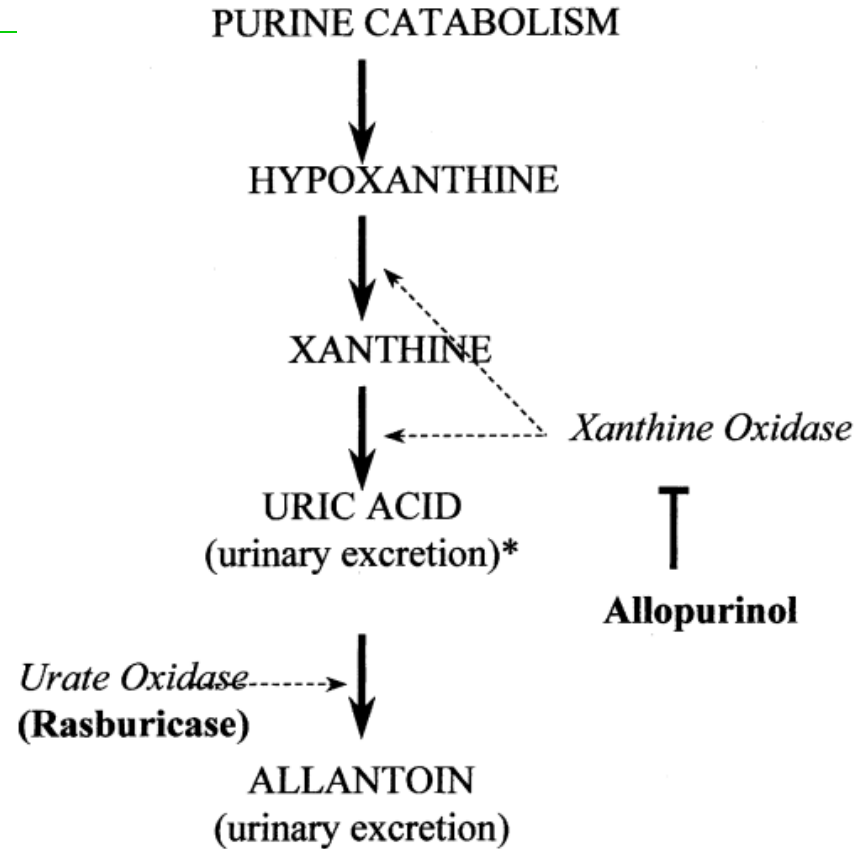 PURINE CATABOLISM
HYPOXANTHINE
XANTHINE
Xanthine Oxidase
URIC ACID
(urinary excretion)*
Allopurinol
Urate Oxidase
(Rasburicase)
ALLANTOIN
(urinary excretion)